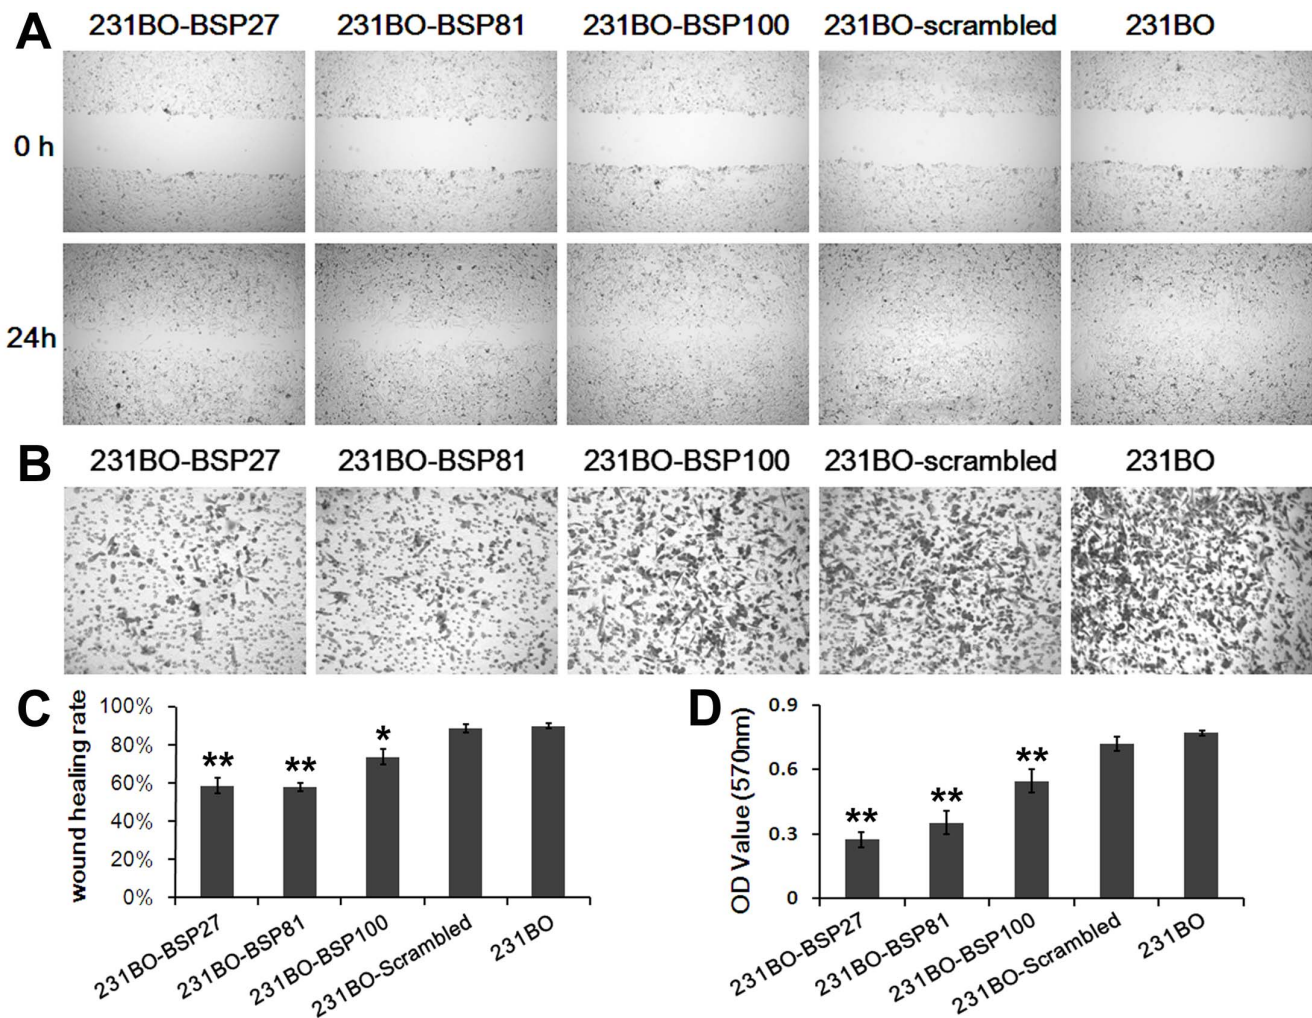 A
231BO-BSP27 231BO-BSP81 231BO-BSP100 231BO-scrambled 231BO
0 h
24h
B
231BO-BSP27 231BO-BSP81 231BO-BSP100 231BO-scrambled 231BO
C
wound healing rate
100%
80%
60%
40%
20%
0%
** ** *
231BO-BSP27 231BO-BSP81 231BO-BSP100 231BO-Scrambled 231BO
D
OD Value (570nm)
0.9
0.6
0.3
0
** ** **
231BO-BSP27 231BO-BSP81 231BO-BSP100 231BO-Scrambled 231BO